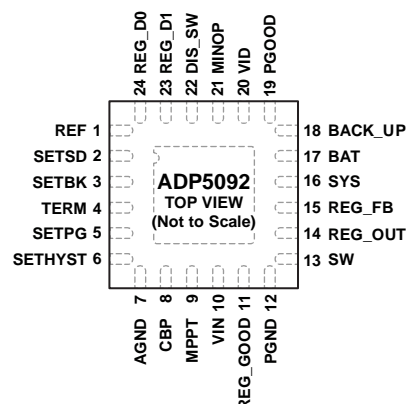 24 REG_D0
23 REG_D1
22 DIS_SW
21 MINOP
20 VID
19 PGOOD
REF 1
SETSD 2
SETBK 3
TERM 4
SETPG 5
SETHYST 6
ADP5092
TOP VIEW
(Not to Scale)
18 BACK_UP
17 BAT
16 SYS
15 REG_FB
14 REG_OUT
13 SW
AGND 7
CBP 8
MPPT 9
VIN 10
REG_GOOD 11
PGND 12